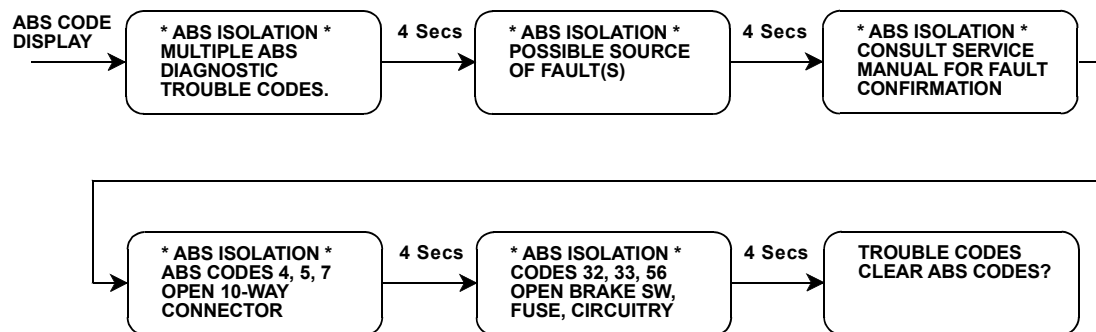 ABS CODE
DISPLAY
* ABS ISOLATION *
MULTIPLE ABS
DIAGNOSTIC
TROUBLE CODES.
4 Secs
* ABS ISOLATION *
POSSIBLE SOURCE
OF FAULT(S)
4 Secs
* ABS ISOLATION *
CONSULT SERVICE
MANUAL FOR FAULT
CONFIRMATION
* ABS ISOLATION *
ABS CODES 4, 5, 7
OPEN 10-WAY
CONNECTOR
4 Secs
* ABS ISOLATION *
CODES 32, 33, 56
OPEN BRAKE SW,
FUSE, CIRCUITRY
4 Secs
TROUBLE CODES
CLEAR ABS CODES?